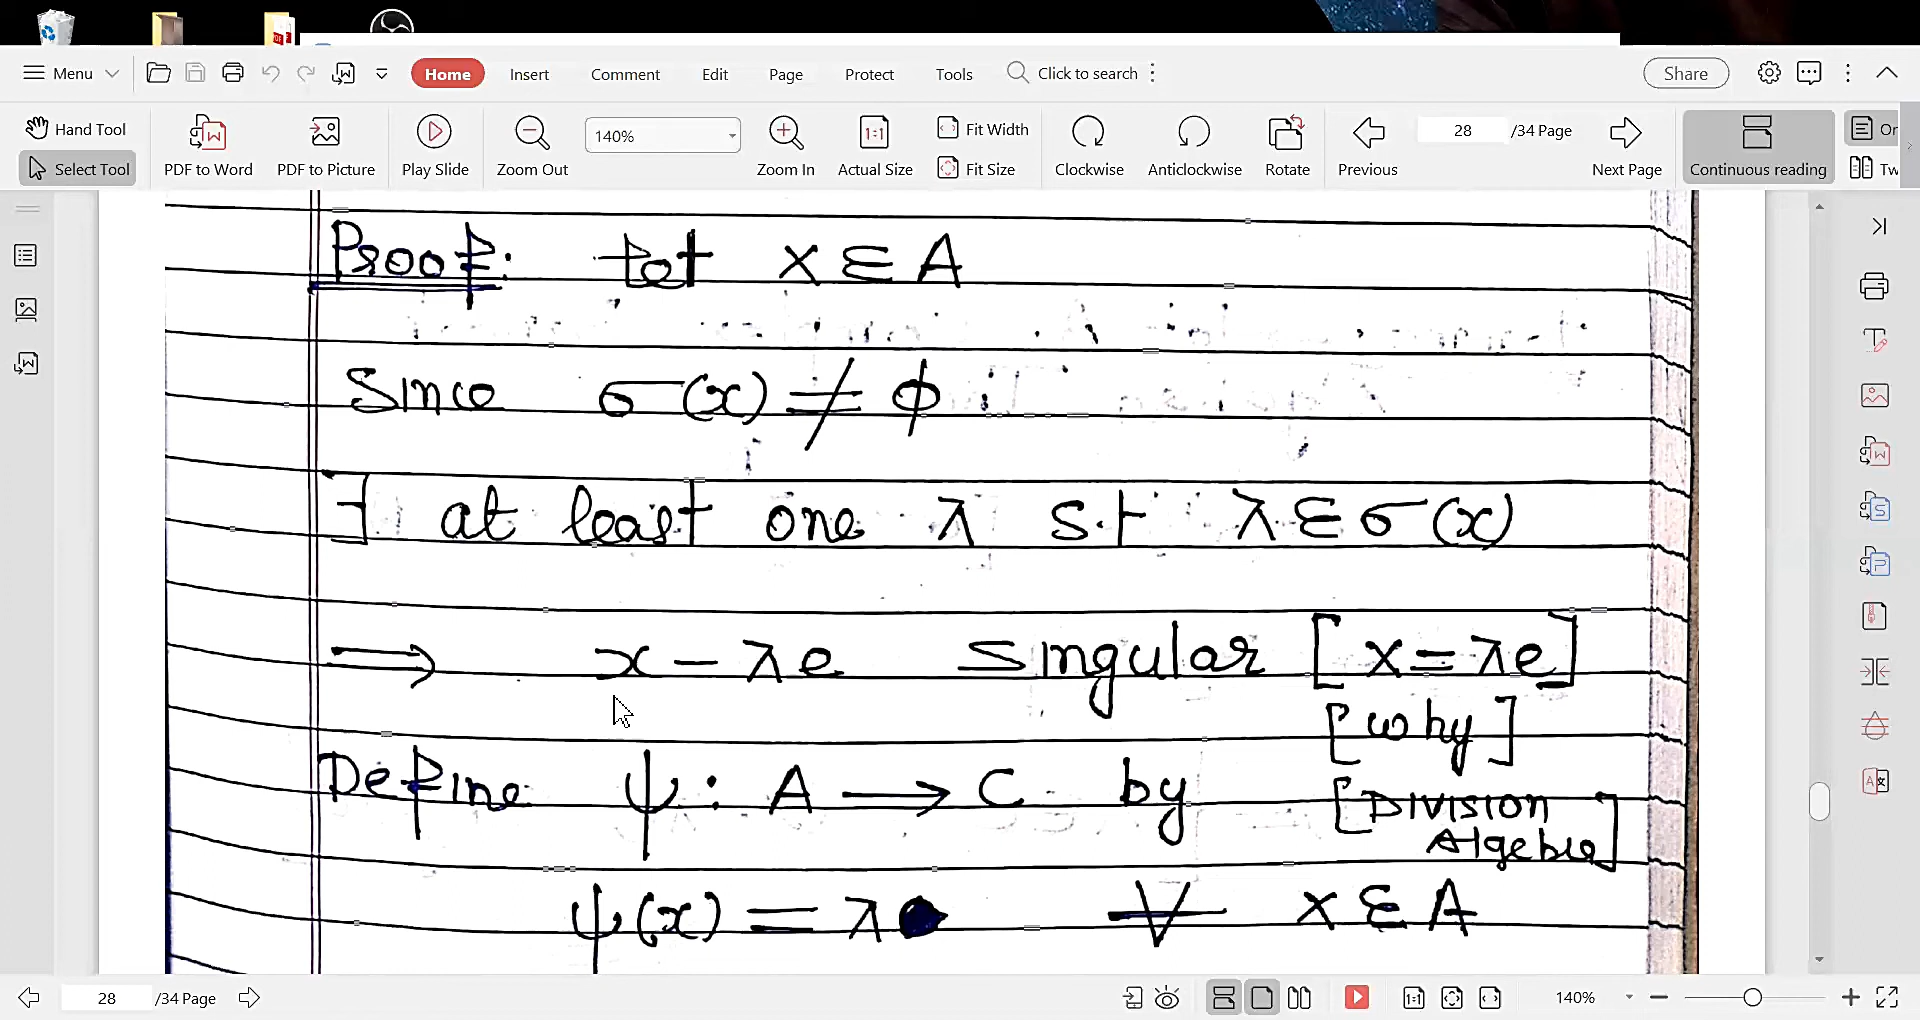 Menu Home Insert Comment Edit Page Protect Tools Click to search Share
Hand Tool
Select Tool
PDF to Word PDF to Picture Play Slide Zoom Out 140% Zoom In 1:1 Actual Size Fit Width Fit Size Clockwise Anticlockwise Rotate Previous 28 /34 Page Next Page Continuous reading
Proof: let x ∈ A
Since σ(x) ≠ φ
∃ at least one λ s.t λ ∈ σ(x)
⟹ x − λe singular [x = λe]
[why]
Define ψ : A ⟶ C by [Division
Algebra]
ψ(x) = λ ∀ x ∈ A
28 /34 Page 140%